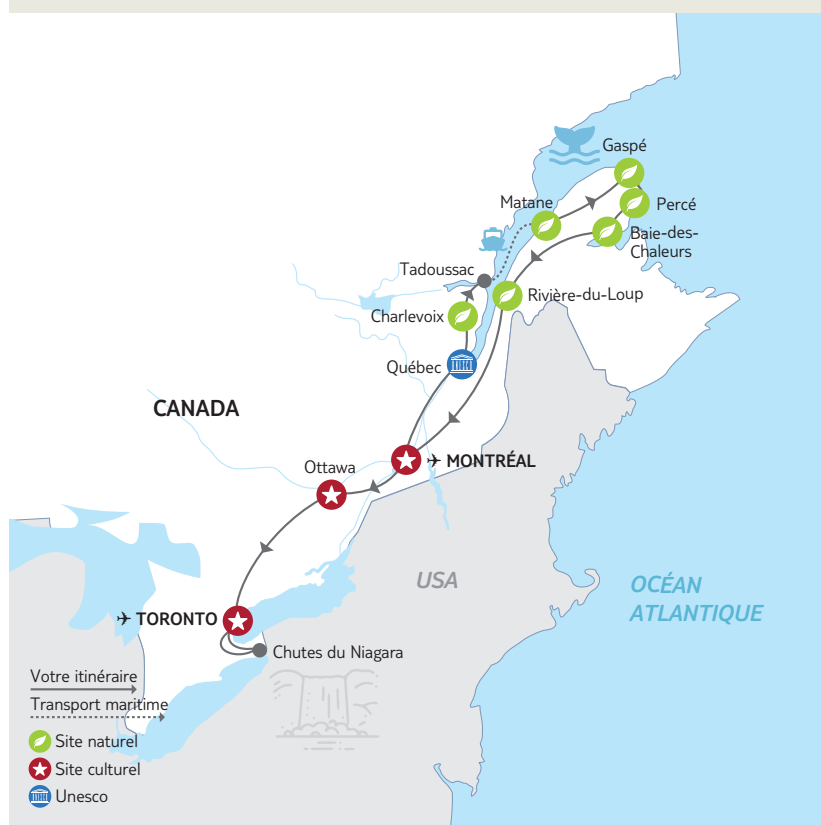 Gaspé
Matane
Percé
Baie-des-
Chaleurs
Tadoussac
Rivière-du-Loup
Charlevoix
Québec
CANADA
MONTRÉAL
Ottawa
USA
OCÉAN
ATLANTIQUE
TORONTO
Chutes du Niagara
Votre itinéraire
Transport maritime
Site naturel
Site culturel
Unesco